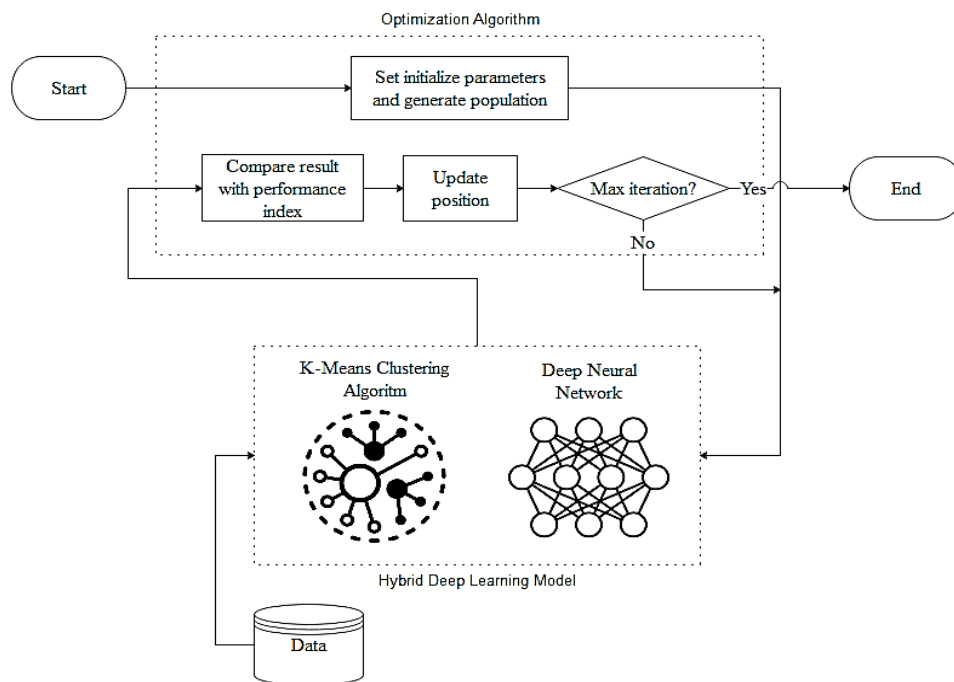 Optimization Algorithm
Start
Set initialize parameters
and generate population
Compare result
with performance
index
Update
position
Max iteration?
Yes
End
No
K-Means Clustering
Algoritm
Deep Neural
Network
Hybrid Deep Learning Model
Data